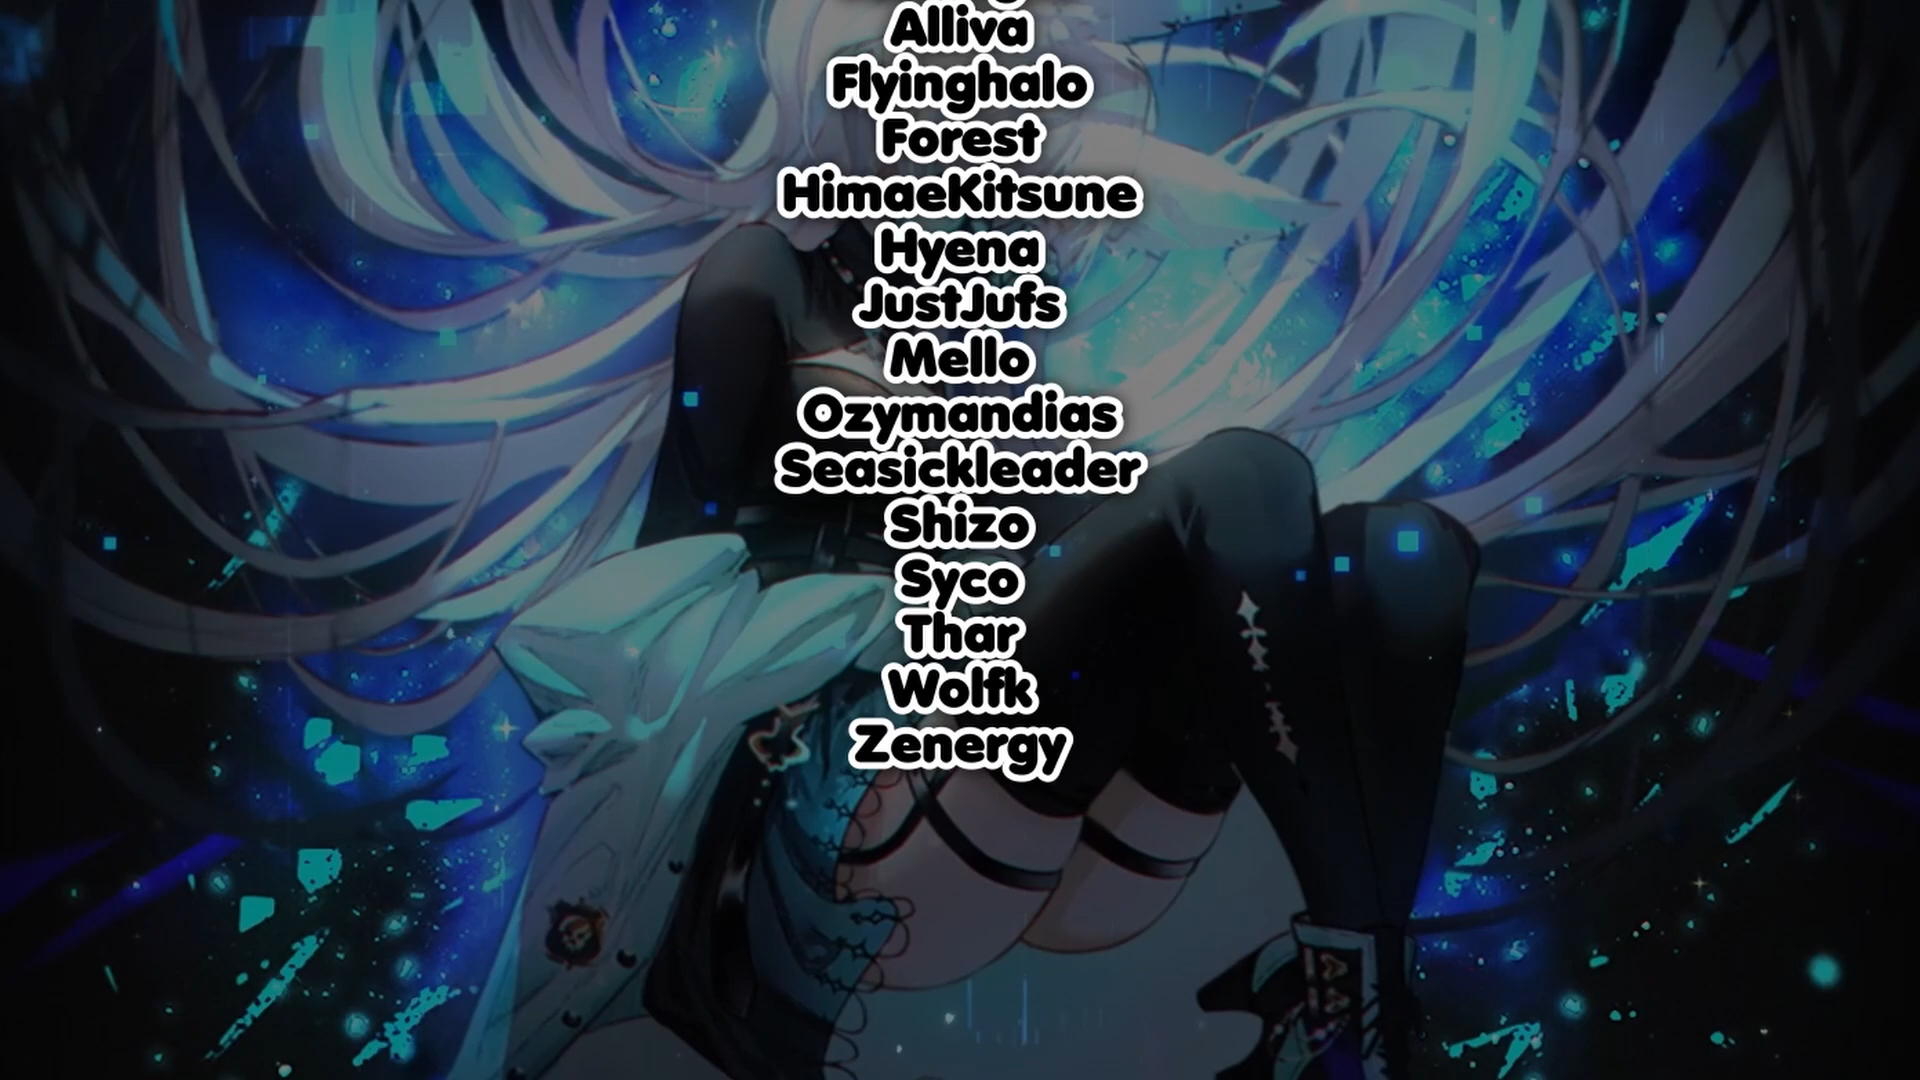 Alliva
Flyinghalo
Forest
HimaeKitsune
Hyena
JustJufs
Mello
Ozymandias
Seasickleader
Shizo
Syco
Thar
Wolfk
Zenergy